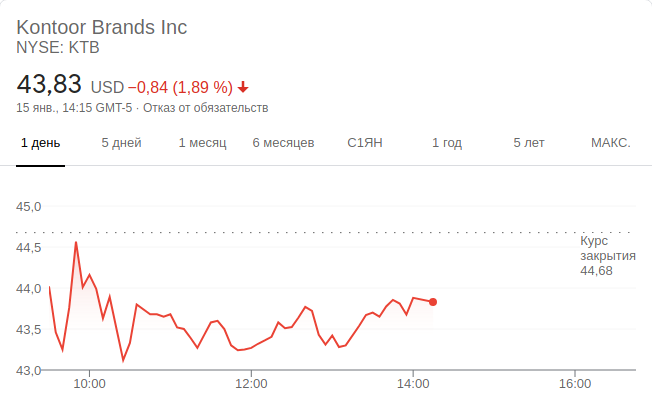 Kontoor Brands Inc
NYSE: KTB
43,83 USD −0,84 (1,89 %)
15 янв., 14:15 GMT-5 · Отказ от обязательств
1 день 5 дней 1 месяц 6 месяцев С1ЯН 1 год 5 лет МАКС.
45,0
44,5
44,0
43,5
43,0
Курс
закрытия
44,68
10:00 12:00 14:00 16:00